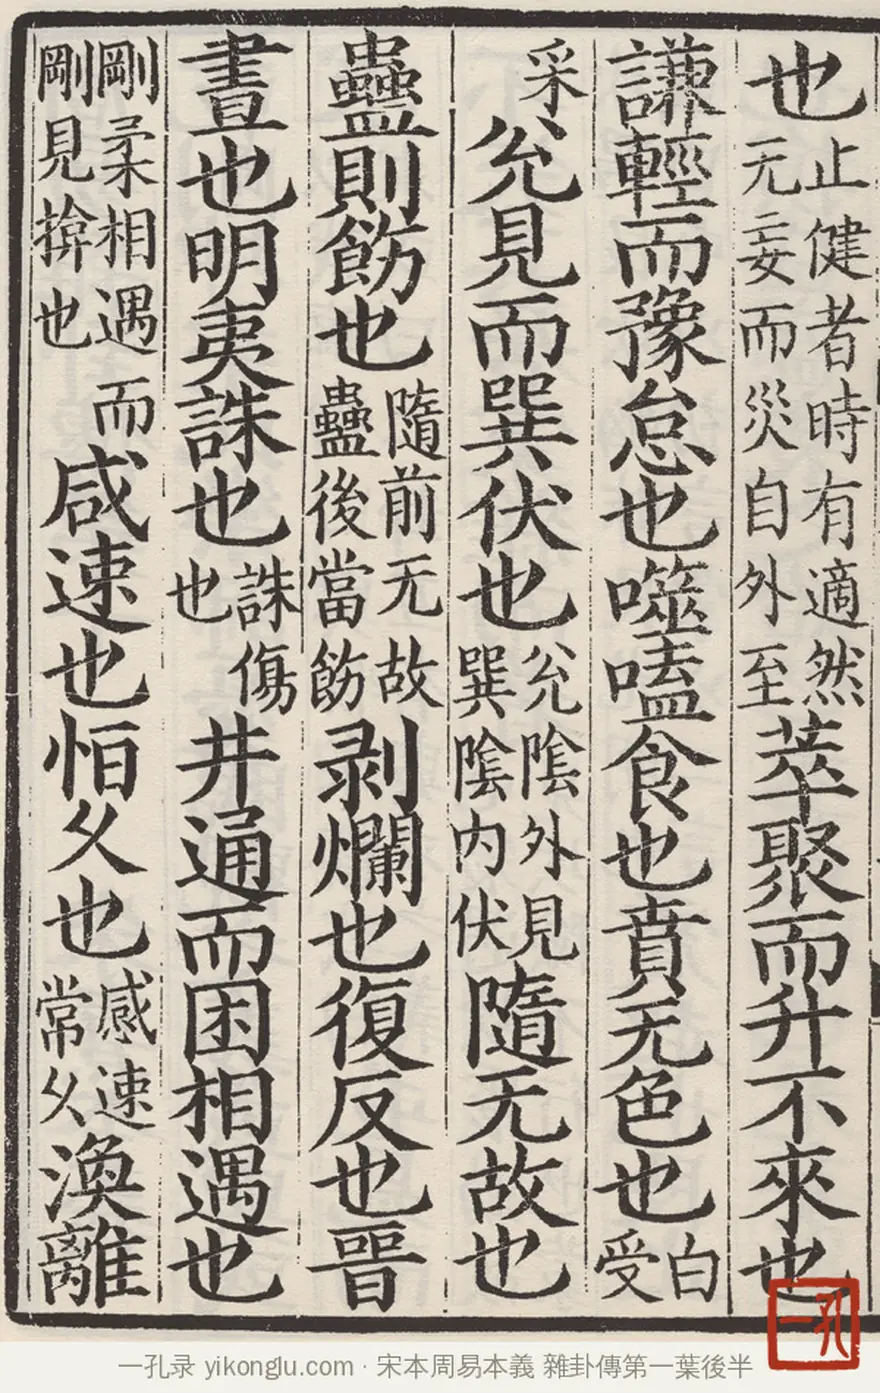 也止健者時有適然无妄而災自外至萃聚而升不來也
謙輕而豫怠也噬嗑食也賁无色也白受
采兊見而巽伏也兊陰外見巽陰内伏隨无故也
蠱則飭也隨前无故蠱後當飭剥爛也復反也晉
晝也明夷誅也誅傷也井通而困相遇也
剛柔相遇而剛見揜也咸速也恒乆也感速常乆渙離
一孔
一孔录 yikonglu.com · 宋本周易本義 雜卦傳第一葉後半